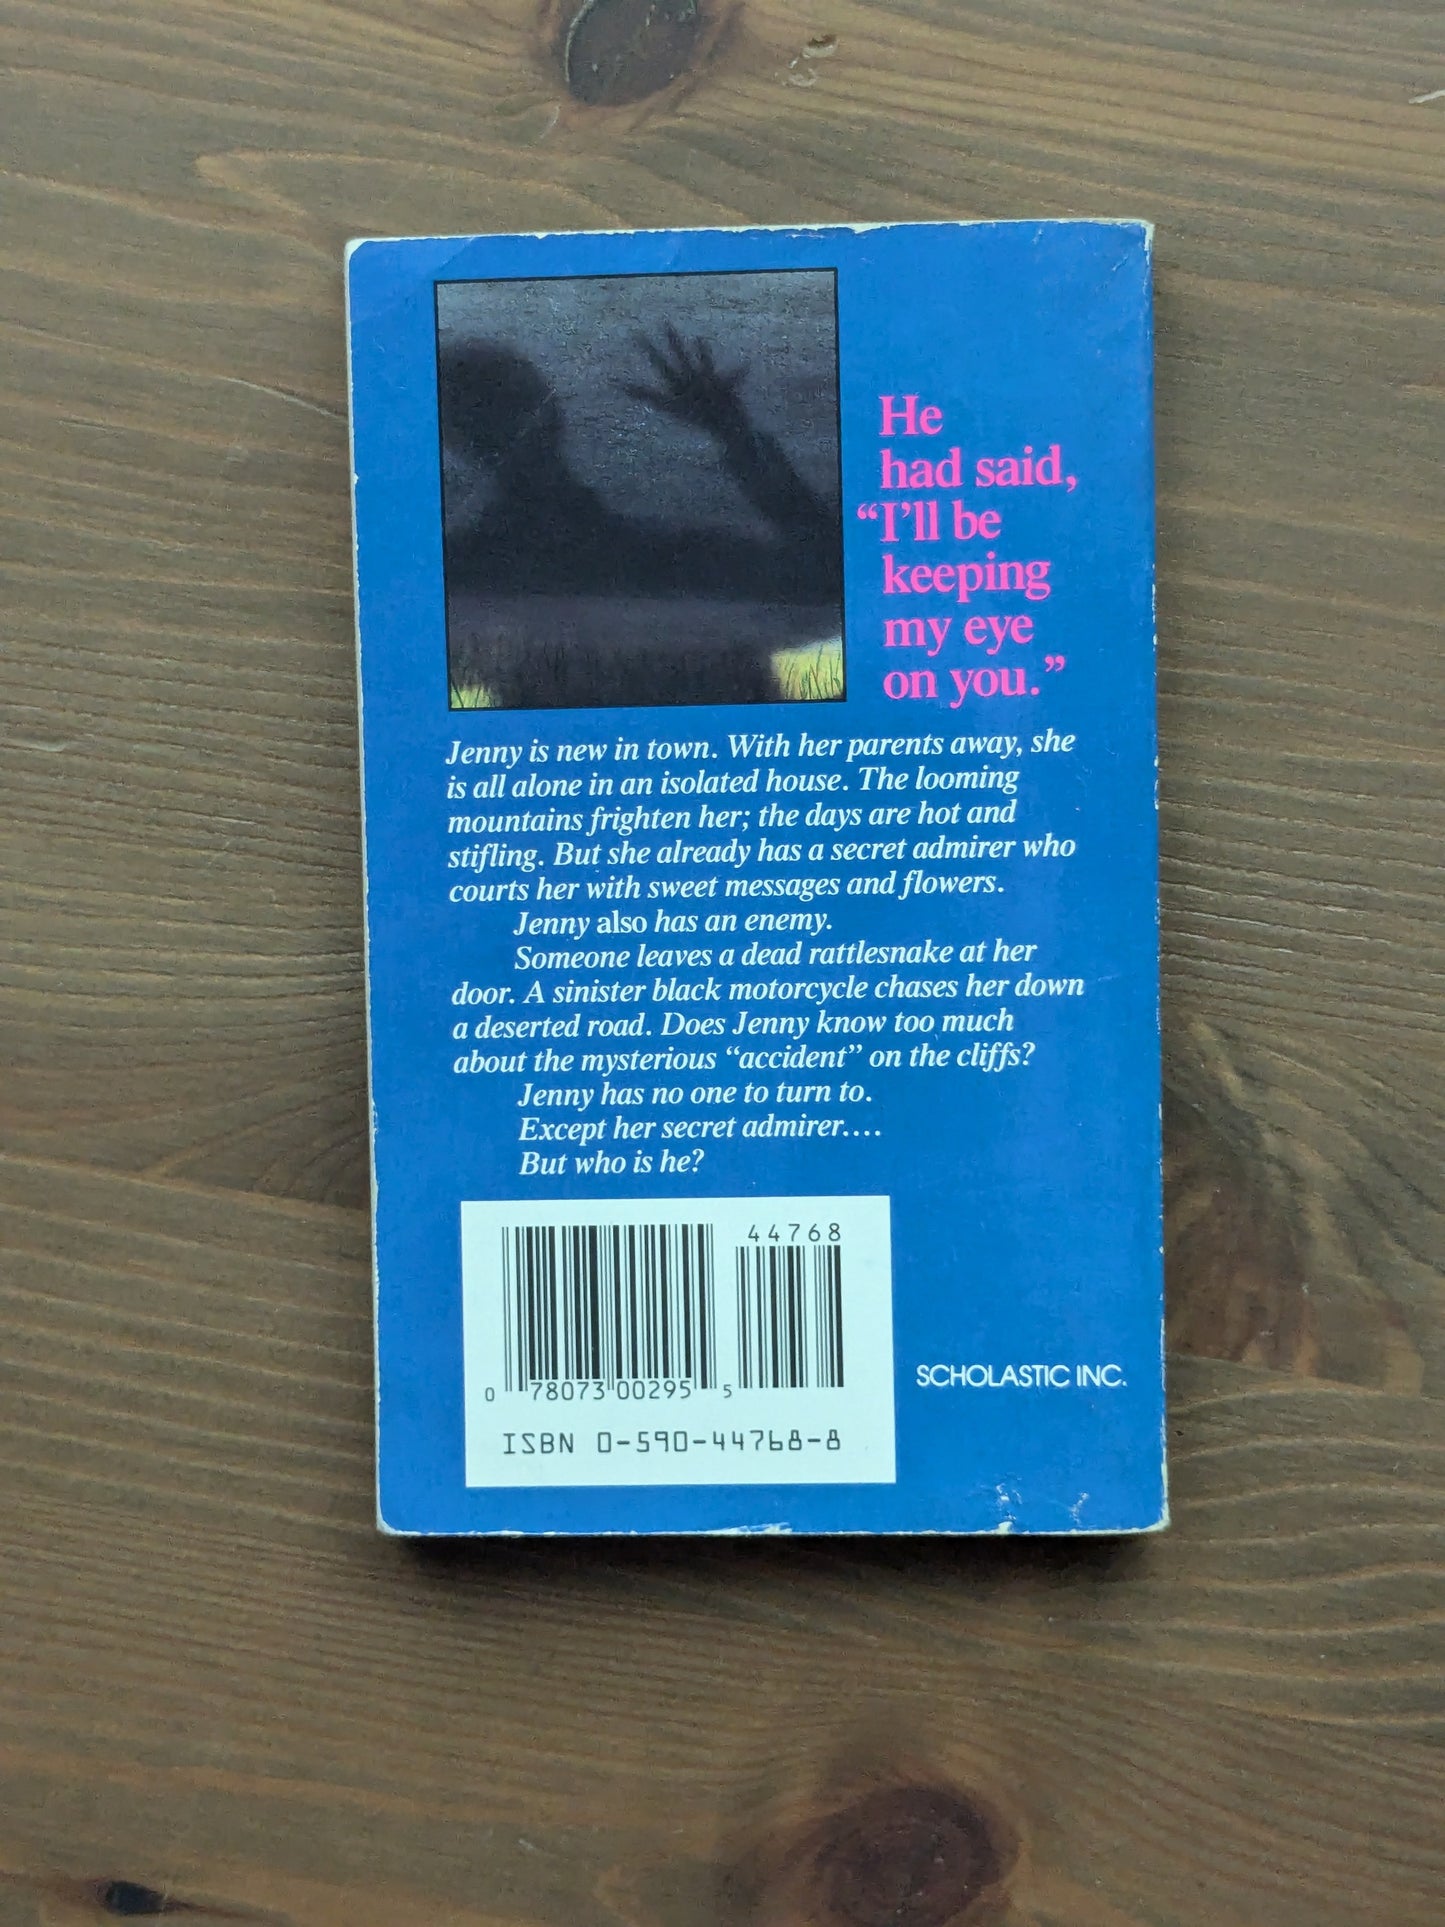 He
had said,
“I’ll be
keeping
my eye
on you.”
Jenny is new in town. With her parents away, she
is all alone in an isolated house. The looming
mountains frighten her; the days are hot and
stifling. But she already has a secret admirer who
courts her with sweet messages and flowers.
Jenny also has an enemy.
Someone leaves a dead rattlesnake at her
door. A sinister black motorcycle chases her down
a deserted road. Does Jenny know too much
about the mysterious “accident” on the cliffs?
Jenny has no one to turn to.
Except her secret admirer....
But who is he?
44768
0 78073 00295 5
ISBN 0-590-44768-8
SCHOLASTIC INC.